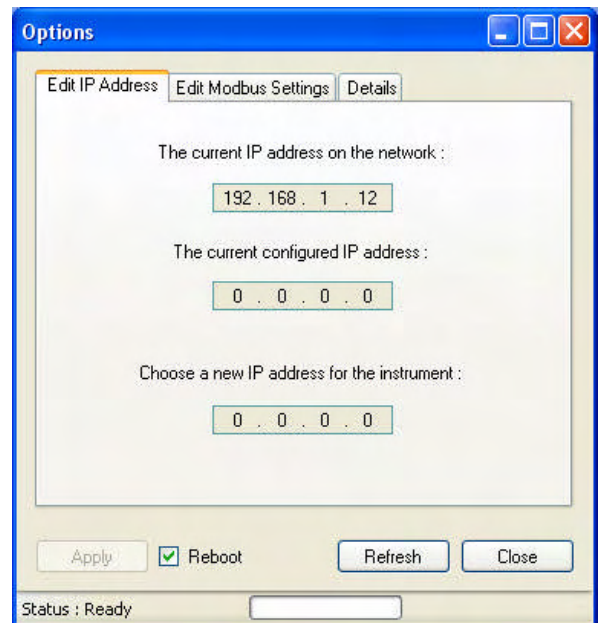 Options
Edit IP Address Edit Modbus Settings Details
The current IP address on the network :
192 . 168 . 1 . 12
The current configured IP address :
0 . 0 . 0 . 0
Choose a new IP address for the instrument :
0 . 0 . 0 . 0
Apply Reboot Refresh Close
Status : Ready